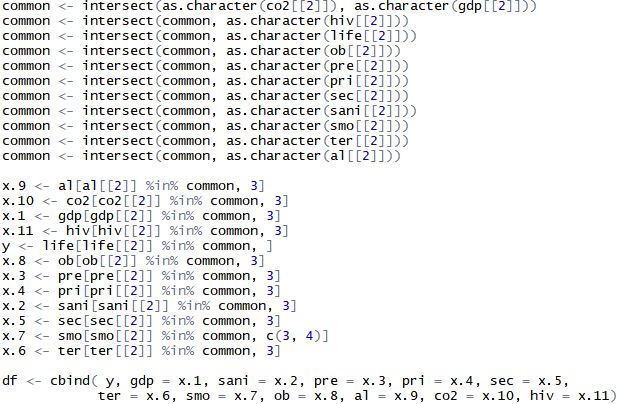 common <- intersect(as.character(co2[[2]]), as.character(gdp[[2]]))
common <- intersect(common, as.character(hiv[[2]]))
common <- intersect(common, as.character(life[[2]]))
common <- intersect(common, as.character(ob[[2]]))
common <- intersect(common, as.character(pre[[2]]))
common <- intersect(common, as.character(pri[[2]]))
common <- intersect(common, as.character(sec[[2]]))
common <- intersect(common, as.character(sani[[2]]))
common <- intersect(common, as.character(smo[[2]]))
common <- intersect(common, as.character(ter[[2]]))
common <- intersect(common, as.character(al[[2]]))
x.9 <- al[al[[2]] %in% common, 3]
x.10 <- co2[co2[[2]] %in% common, 3]
x.1 <- gdp[gdp[[2]] %in% common, 3]
x.11 <- hiv[hiv[[2]] %in% common, 3]
y <- life[life[[2]] %in% common, ]
x.8 <- ob[ob[[2]] %in% common, 3]
x.3 <- pre[pre[[2]] %in% common, 3]
x.4 <- pri[pri[[2]] %in% common, 3]
x.2 <- sani[sani[[2]] %in% common, 3]
x.5 <- sec[sec[[2]] %in% common, 3]
x.7 <- smo[smo[[2]] %in% common, c(3, 4)]
x.6 <- ter[ter[[2]] %in% common, 3]
df <- cbind( y, gdp = x.1, sani = x.2, pre = x.3, pri = x.4, sec = x.5,
ter = x.6, smo = x.7, ob = x.8, al = x.9, co2 = x.10, hiv = x.11)